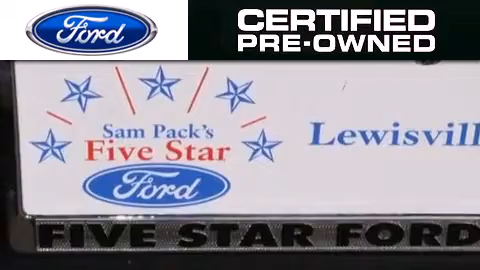 Ford
CERTIFIED
PRE-OWNED
Sam Pack's
Five Star
Ford
Lewisvill
FIVE STAR FORD